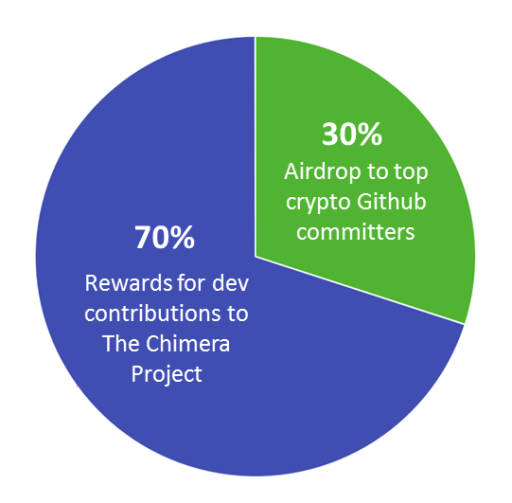 30%
Airdrop to top
crypto Github
committers
70%
Rewards for dev
contributions to
The Chimera
Project